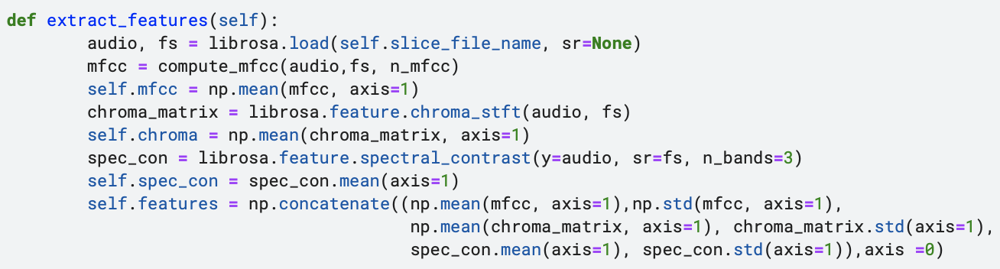 def extract_features(self):
        audio, fs = librosa.load(self.slice_file_name, sr=None)
        mfcc = compute_mfcc(audio,fs, n_mfcc)
        self.mfcc = np.mean(mfcc, axis=1)
        chroma_matrix = librosa.feature.chroma_stft(audio, fs)
        self.chroma = np.mean(chroma_matrix, axis=1)
        spec_con = librosa.feature.spectral_contrast(y=audio, sr=fs, n_bands=3)
        self.spec_con = spec_con.mean(axis=1)
        self.features = np.concatenate((np.mean(mfcc, axis=1),np.std(mfcc, axis=1),
                                        np.mean(chroma_matrix, axis=1), chroma_matrix.std(axis=1),
                                        spec_con.mean(axis=1), spec_con.std(axis=1)),axis =0)